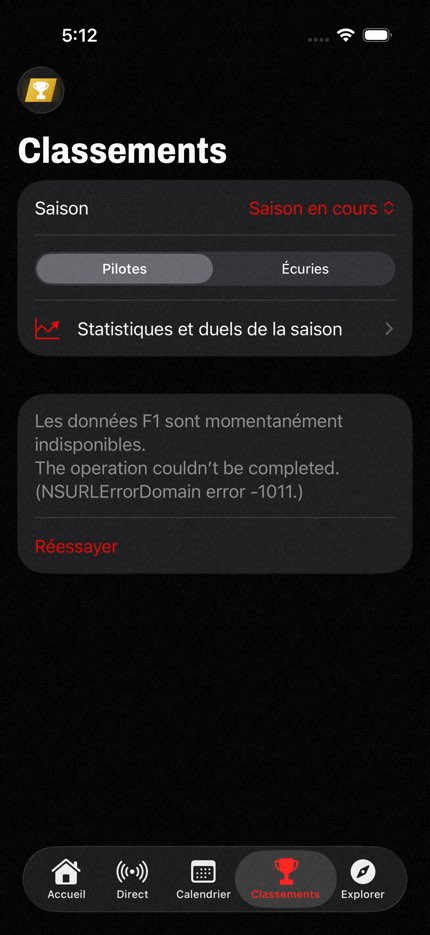 5:12
Classements
Saison
Saison en cours
Pilotes
Écuries
Statistiques et duels de la saison
Les données F1 sont momentanément
indisponibles.
The operation couldn’t be completed.
(NSURLErrorDomain error -1011.)
Réessayer
Accueil
Direct
Calendrier
Classements
Explorer